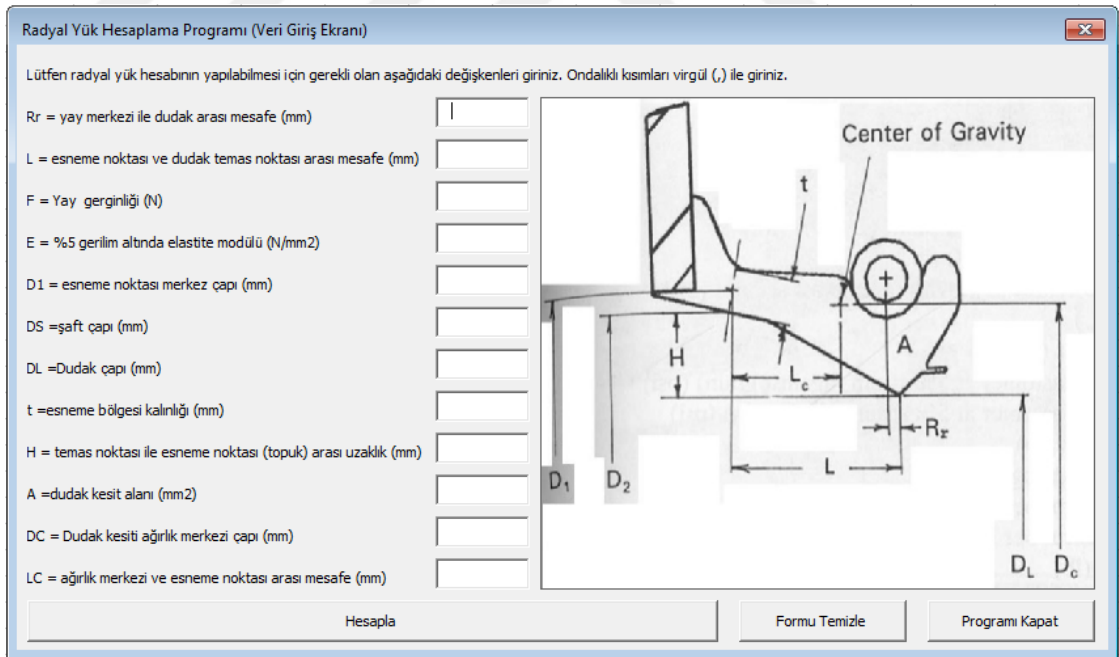 Radyal Yük Hesaplama Programı (Veri Giriş Ekranı)
Lütfen radyal yük hesabının yapılabilmesi için gerekli olan aşağıdaki değişkenleri giriniz. Ondalıklı kısımları virgül (,) ile giriniz.
Rr = yay merkezi ile dudak arası mesafe (mm)
L = esneme noktası ve dudak temas noktası arası mesafe (mm)
F = Yay gerginliği (N)
E = %5 gerilim altında elastite modülü (N/mm2)
D1 = esneme noktası merkez çapı (mm)
DS =şaft çapı (mm)
DL =Dudak çapı (mm)
t =esneme bölgesi kalınlığı (mm)
H = temas noktası ile esneme noktası (topuk) arası uzaklık (mm)
A =dudak kesit alanı (mm2)
DC = Dudak kesiti ağırlık merkezi çapı (mm)
LC = ağırlık merkezi ve esneme noktası arası mesafe (mm)
Center of Gravity
t
A
H
Lc
Rr
L
D1
D2
DL
Dc
Hesapla
Formu Temizle
Programı Kapat